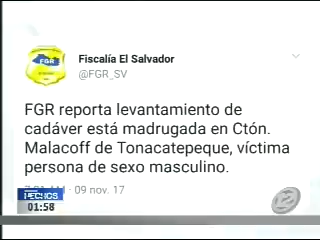 FGR
Fiscalía El Salvador
@FGR_SV
FGR reporta levantamiento de
cadáver está madrugada en Ctón.
Malacoff de Tonacatepeque, víctima
persona de sexo masculino.
09 nov. 17
HECHOS
01:58
12